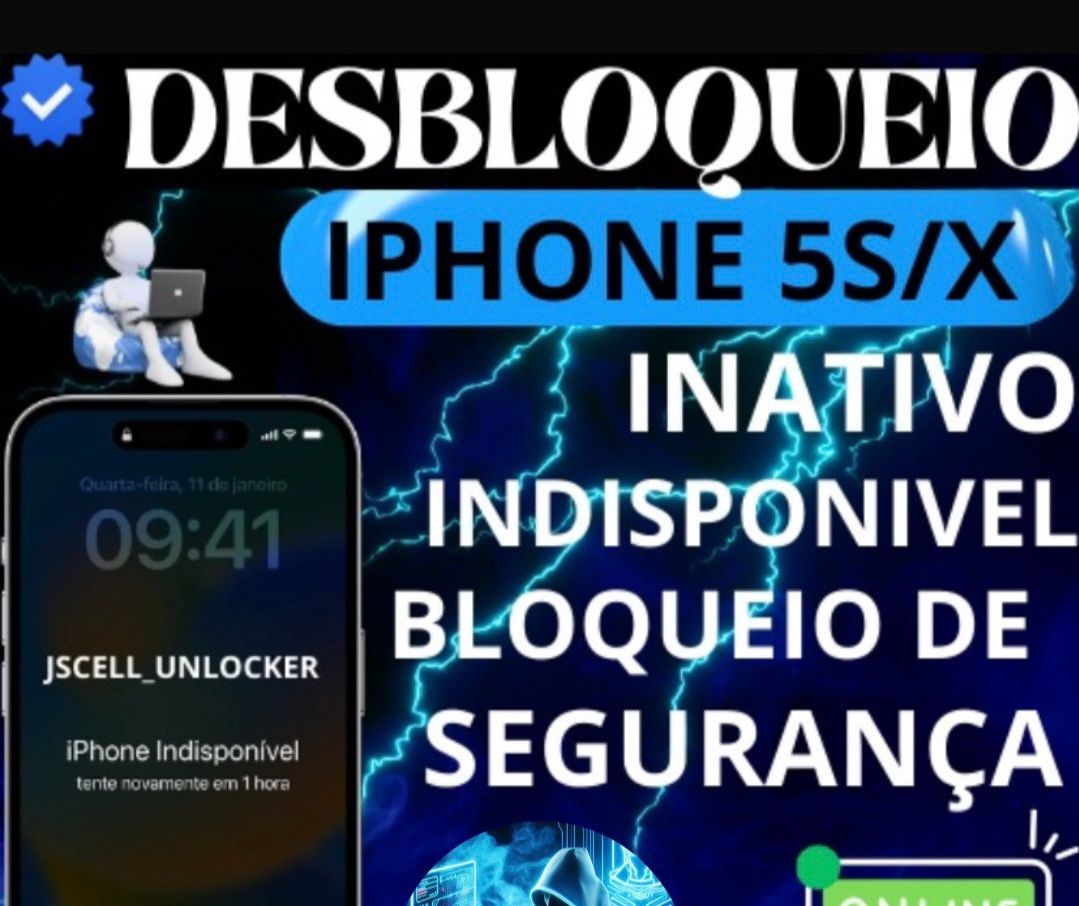 DESBLOQUEIO
IPHONE 5S/X
INATIVO
INDISPONIVEL
BLOQUEIO DE
SEGURANÇA
Quarta-feira, 11 de janeiro
09:41
JSCELL_UNLOCKER
iPhone Indisponível
tente novamente em 1 hora
ONLINE